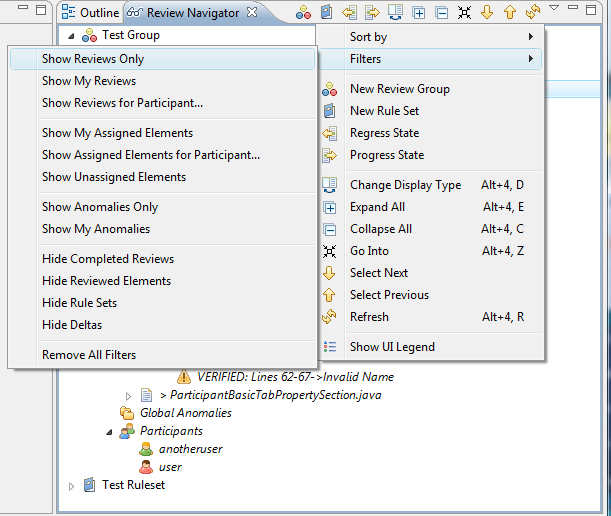 Outline
Review Navigator
Test Group
Show Reviews Only
Show My Reviews
Show Reviews for Participant...
Show My Assigned Elements
Show Assigned Elements for Participant...
Show Unassigned Elements
Show Anomalies Only
Show My Anomalies
Hide Completed Reviews
Hide Reviewed Elements
Hide Rule Sets
Hide Deltas
Remove All Filters
Sort by
Filters
New Review Group
New Rule Set
Regress State
Progress State
Change Display Type Alt+4, D
Expand All Alt+4, E
Collapse All Alt+4, C
Go Into Alt+4, Z
Select Next
Select Previous
Refresh Alt+4, R
Show UI Legend
VERIFIED: Lines 62-67->Invalid Name
> ParticipantBasicTabPropertySection.java
Global Anomalies
Participants
anotheruser
user
Test Ruleset